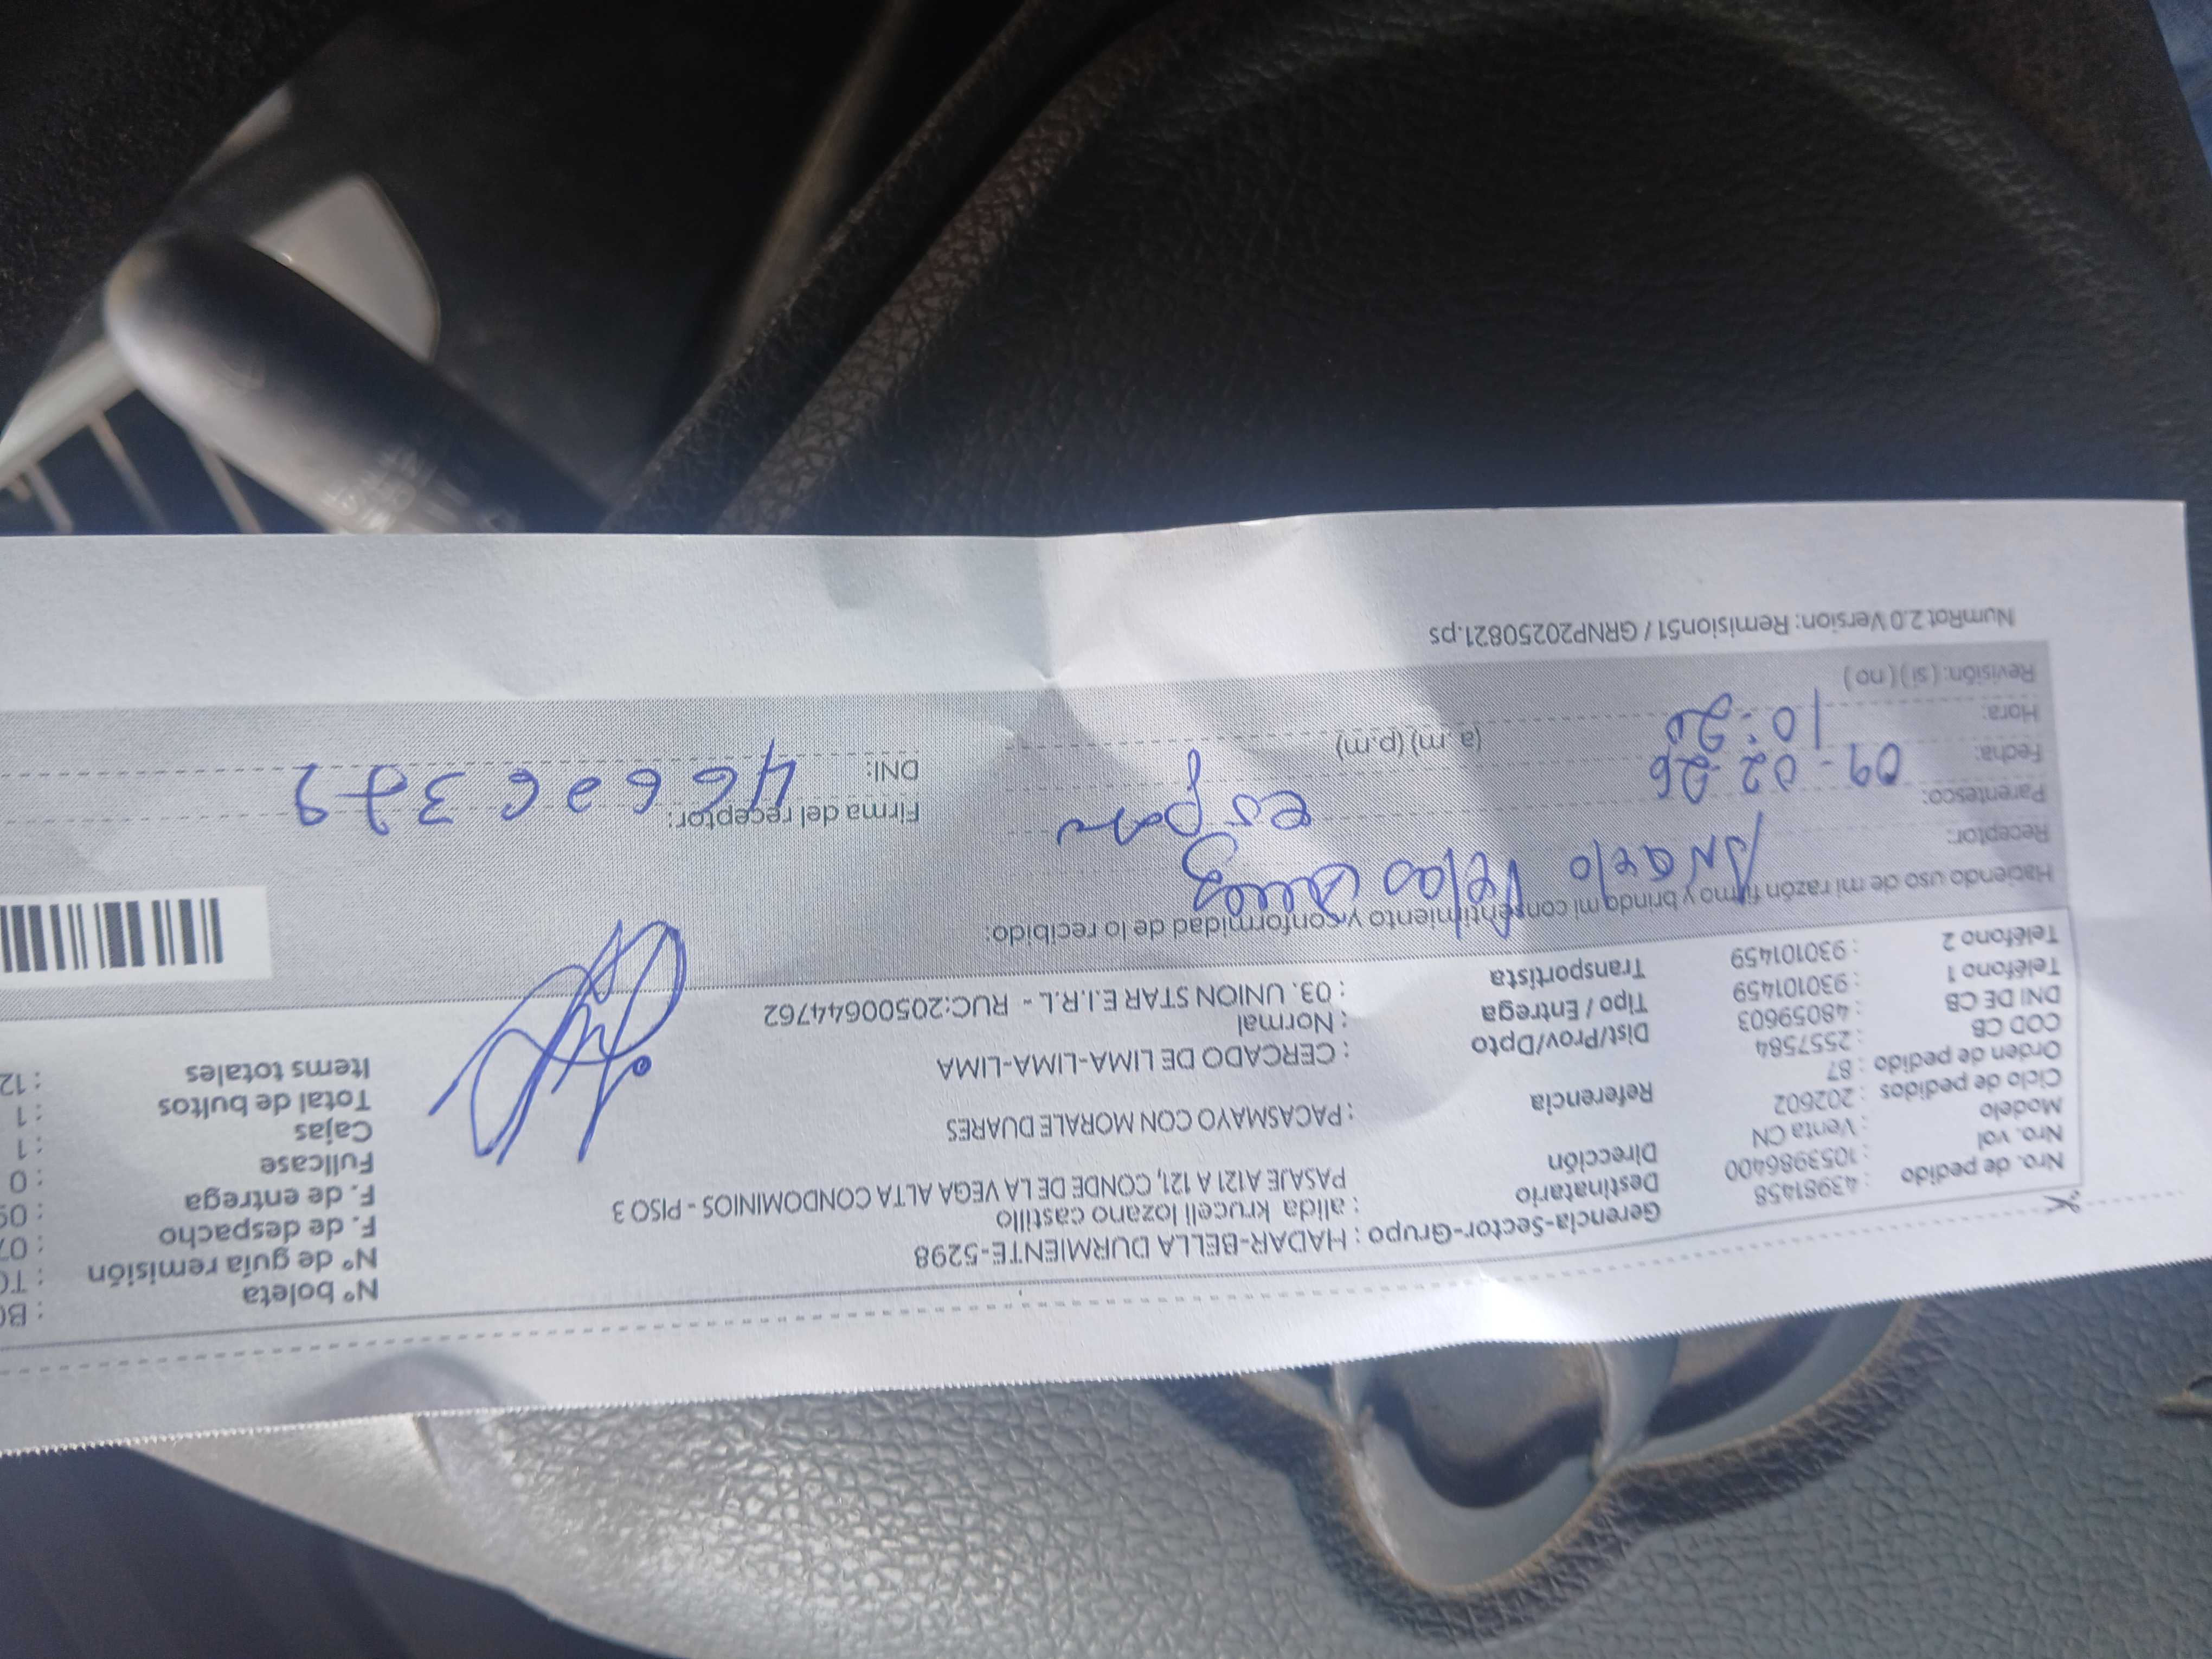 Nº boleta : B
Gerencia-Sector-Grupo : HADAR-BELLA DURMIENTE-5298
Nº de guía remisión
Nro. de pedido : 43981458
Destinatario : alida krucell lozano castillo
F. de despacho : 07
Nro. vol : 1053986400
Dirección PASAJE A121 A 121, CONDE DE LA VEGA ALTA CONDOMINIOS - PISO 3
F. de entrega : 09
Modelo : Venta CN
Fullcase : 0
Ciclo de pedidos : 202602
Referencia : PACASMAYO CON MORALE DUARES
Cajas : 1
Orden de pedido : 87
Total de bultos : 1
COD CB : 2557584
Dist/Prov/Dpto : CERCADO DE LIMA-LIMA-LIMA
Items totales : 12
DNI DE CB : 48059603
Tipo / Entrega : Normal
Teléfono 1 : 930101459
Transportista : 03. UNION STAR E.I.R.L - RUC:20500644762
Teléfono 2 : 930101459
Haciendo uso de mi razón firmo y brindo mi consentimiento y conformidad de lo recibido:
Receptor:
Parentesco:
Firma del receptor:
Fecha: 09-02-26
DNI:
Hora: 10:20 (a.m) (p.m)
Revisión: ( si ) ( no )
NumRot 2.0 Version: Remision51 / GRNP20250821.ps